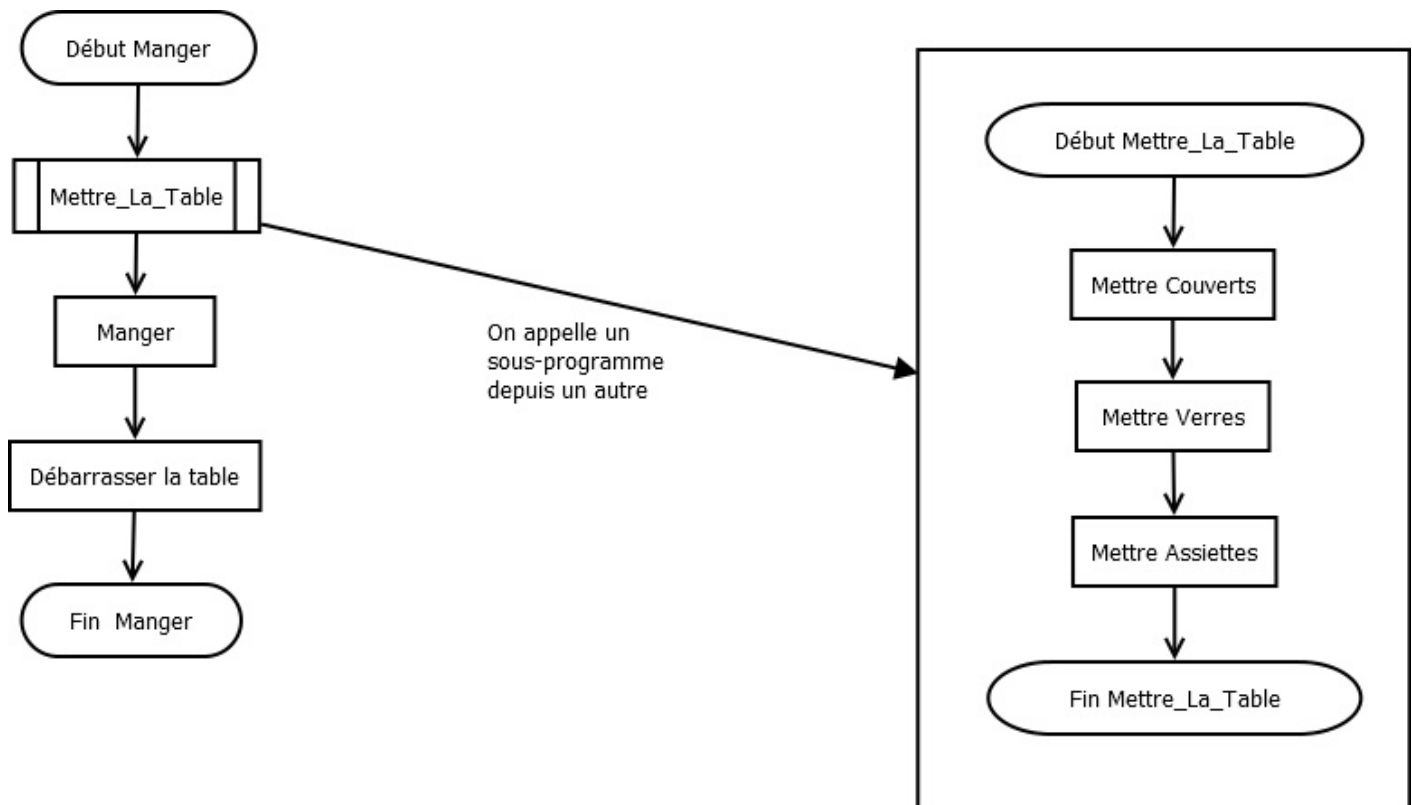 Début Manger
Mettre_La_Table
Manger
Débarrasser la table
Fin Manger
On appelle un
sous-programme
depuis un autre
Début Mettre_La_Table
Mettre Couverts
Mettre Verres
Mettre Assiettes
Fin Mettre_La_Table